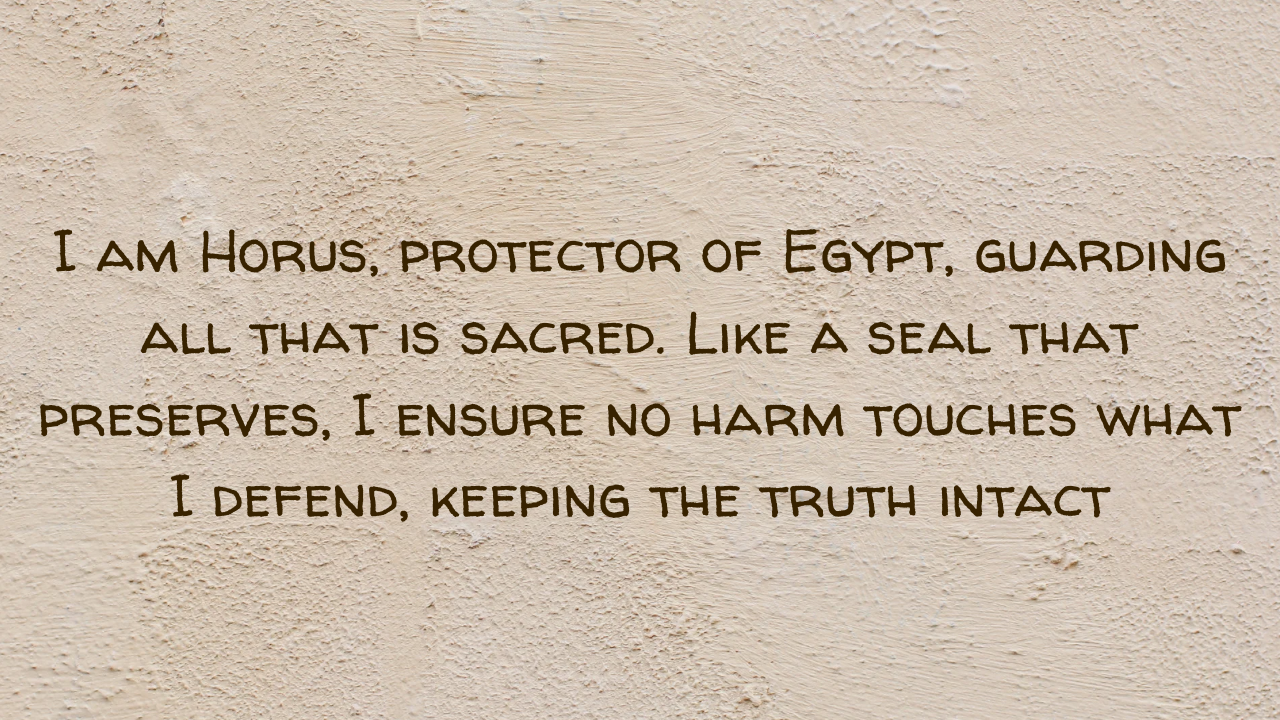 I am Horus, protector of Egypt, guarding
all that is sacred. Like a seal that
preserves, I ensure no harm touches what
I defend, keeping the truth intact